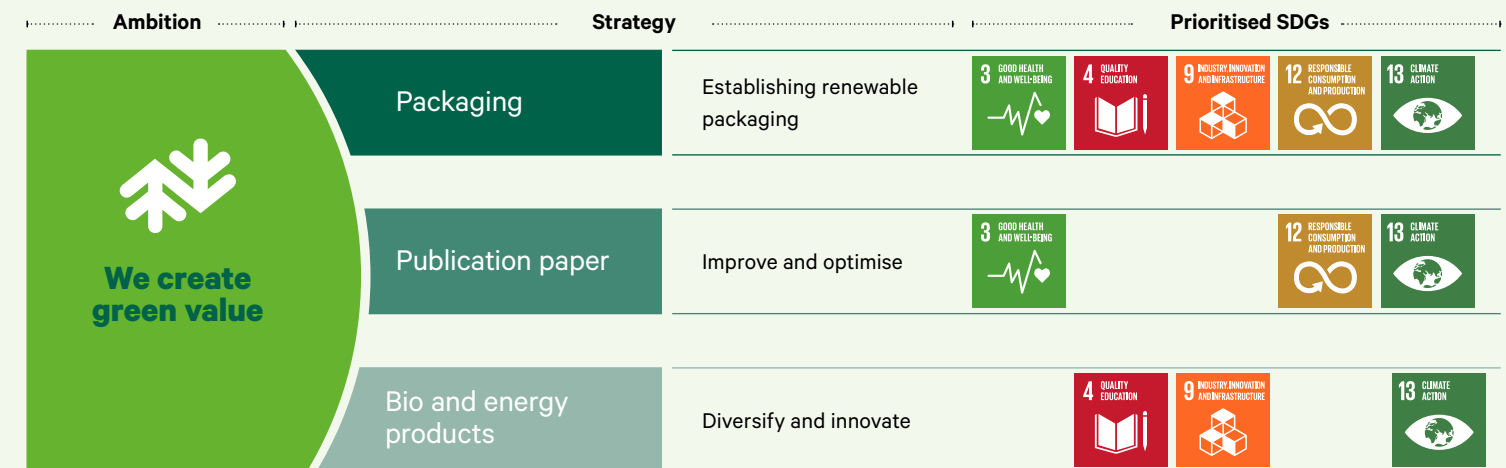 Ambition
Strategy
Prioritised SDGs
We create
green value
Packaging
Establishing renewable
packaging
3 GOOD HEALTH
AND WELL-BEING
4 QUALITY
EDUCATION
9 INDUSTRY, INNOVATION
AND INFRASTRUCTURE
12 RESPONSIBLE
CONSUMPTION
AND PRODUCTION
13 CLIMATE
ACTION
Publication paper
Improve and optimise
3 GOOD HEALTH
AND WELL-BEING
12 RESPONSIBLE
CONSUMPTION
AND PRODUCTION
13 CLIMATE
ACTION
Bio and energy
products
Diversify and innovate
4 QUALITY
EDUCATION
9 INDUSTRY, INNOVATION
AND INFRASTRUCTURE
13 CLIMATE
ACTION